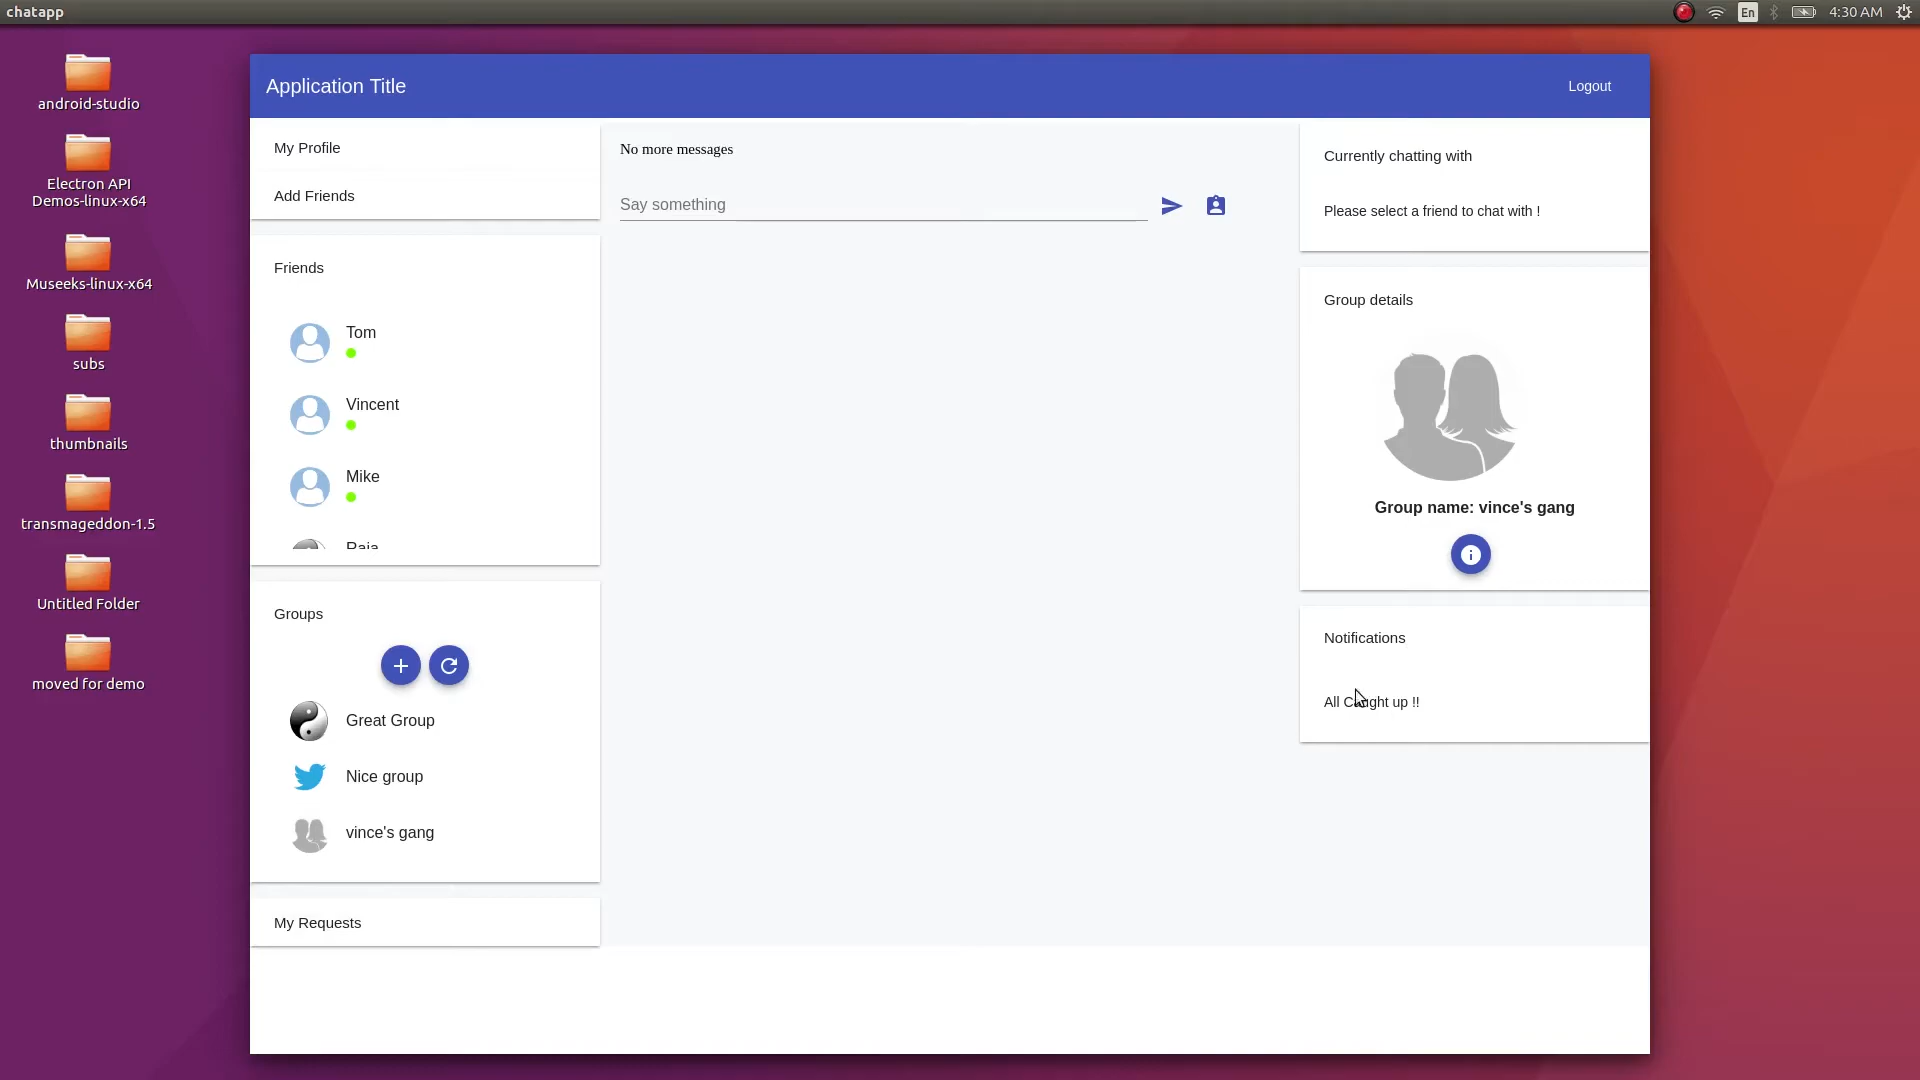 chatapp
En
4:30 AM
android-studio
Electron API
Demos-linux-x64
Museeks-linux-x64
subs
thumbnails
transmageddon-1.5
Untitled Folder
moved for demo
Application Title
Logout
My Profile
Add Friends
Friends
Tom
Vincent
Mike
Raja
Groups
Great Group
Nice group
vince's gang
My Requests
No more messages
Say something
Currently chatting with
Please select a friend to chat with !
Group details
Group name: vince's gang
Notifications
All Caught up !!